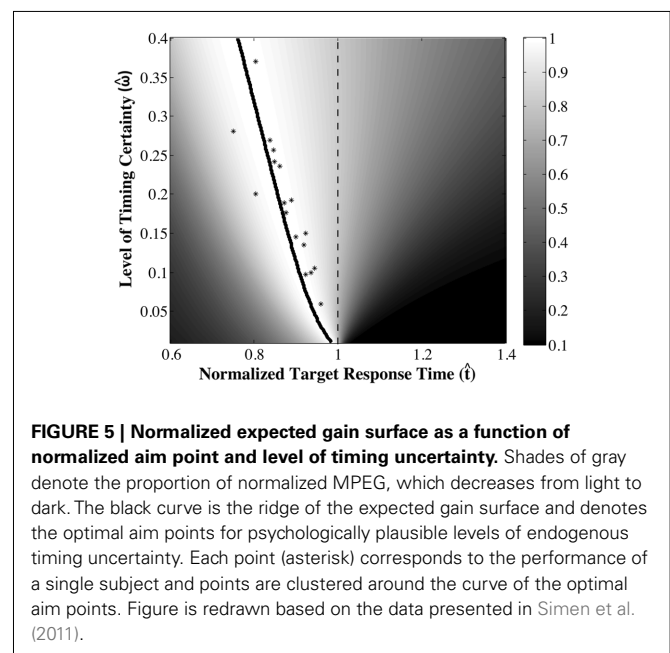 0.4
0.35
0.3
0.25
0.2
0.15
0.1
0.05
Level of Timing Certainty (ω̂)
0.6 0.8 1 1.2 1.4
Normalized Target Response Time (t̂)
1
0.9
0.8
0.7
0.6
0.5
0.4
0.3
0.2
0.1
FIGURE 5 | Normalized expected gain surface as a function of
normalized aim point and level of timing uncertainty. Shades of gray
denote the proportion of normalized MPEG, which decreases from light to
dark. The black curve is the ridge of the expected gain surface and denotes
the optimal aim points for psychologically plausible levels of endogenous
timing uncertainty. Each point (asterisk) corresponds to the performance of
a single subject and points are clustered around the curve of the optimal
aim points. Figure is redrawn based on the data presented in Simen et al.
(2011).